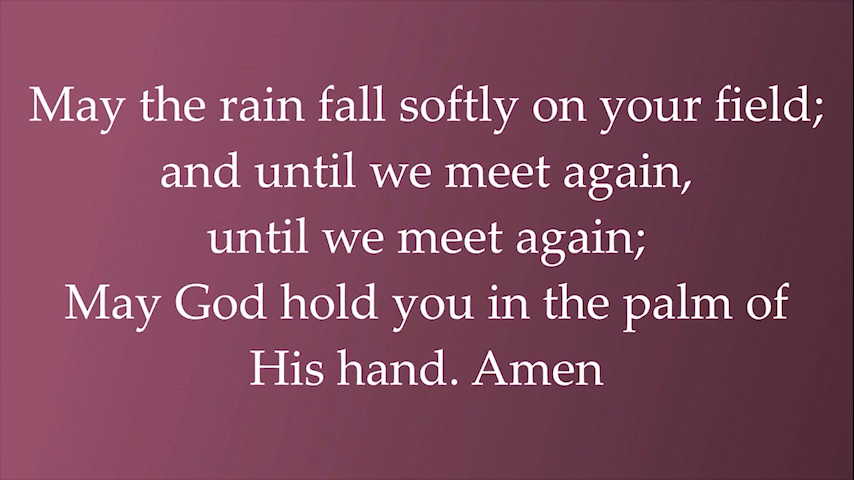 May the rain fall softly on your field;
and until we meet again,
until we meet again;
May God hold you in the palm of
His hand. Amen